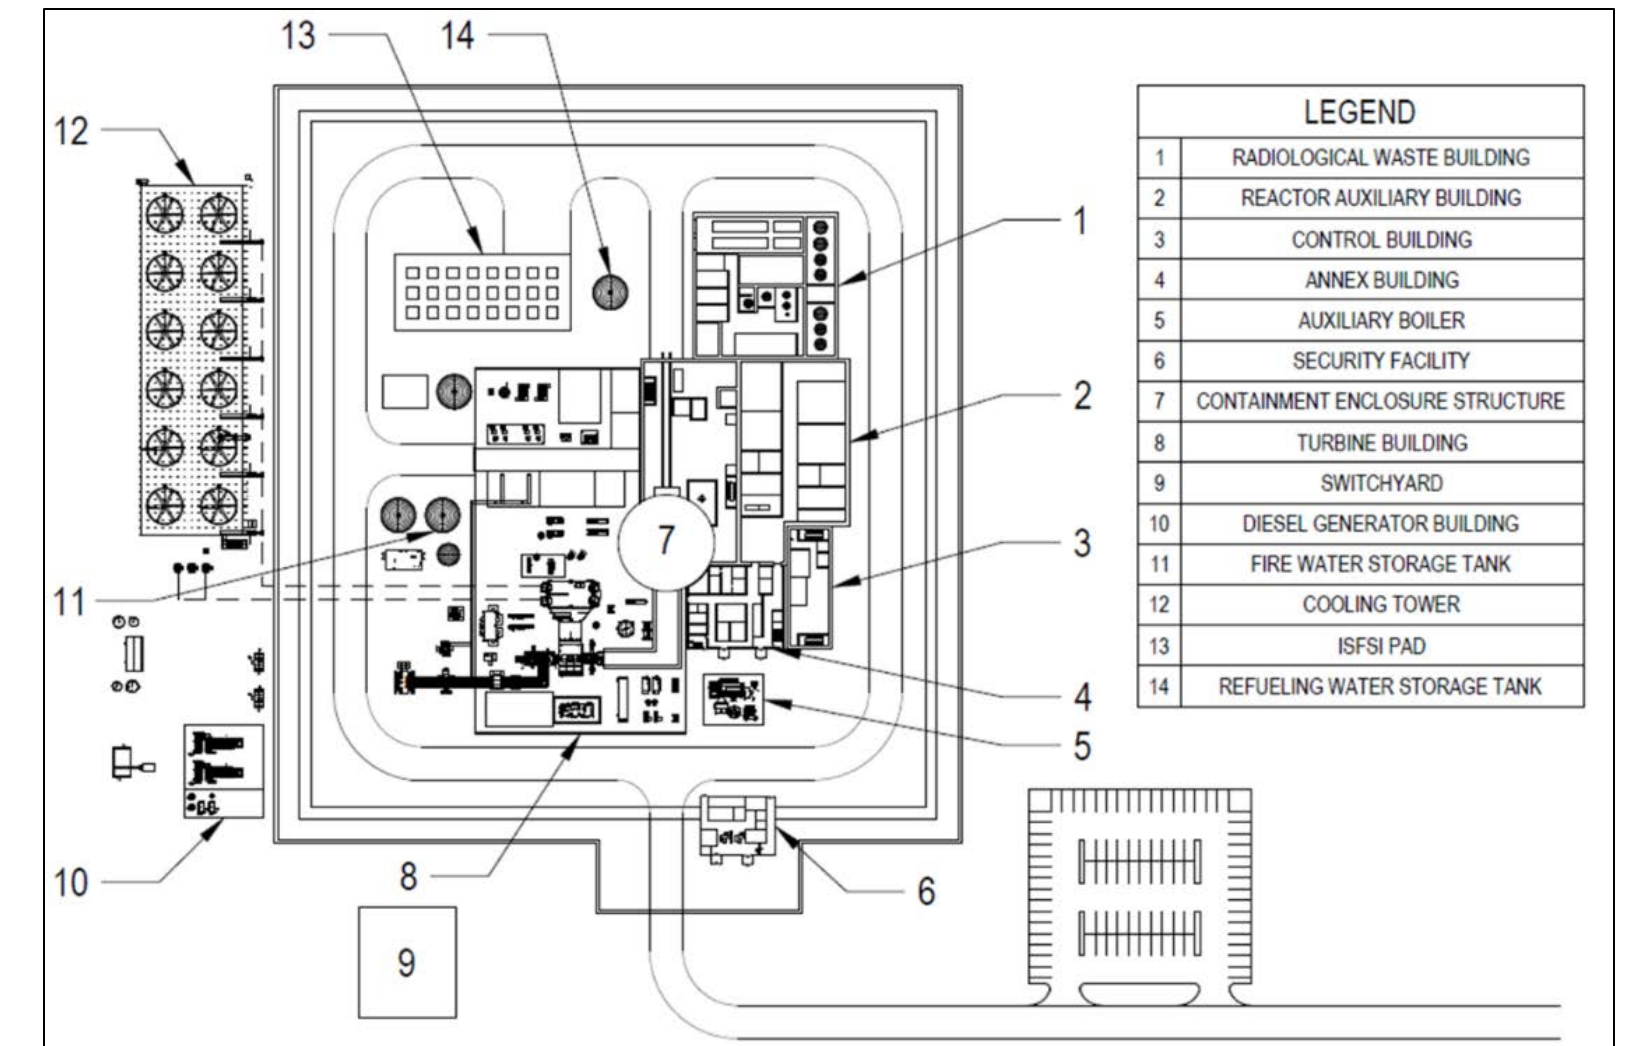 13
14
12
1
2
3
11
4
5
8
6
10
9
7
LEGEND
1 RADIOLOGICAL WASTE BUILDING
2 REACTOR AUXILIARY BUILDING
3 CONTROL BUILDING
4 ANNEX BUILDING
5 AUXILIARY BOILER
6 SECURITY FACILITY
7 CONTAINMENT ENCLOSURE STRUCTURE
8 TURBINE BUILDING
9 SWITCHYARD
10 DIESEL GENERATOR BUILDING
11 FIRE WATER STORAGE TANK
12 COOLING TOWER
13 ISFSI PAD
14 REFUELING WATER STORAGE TANK